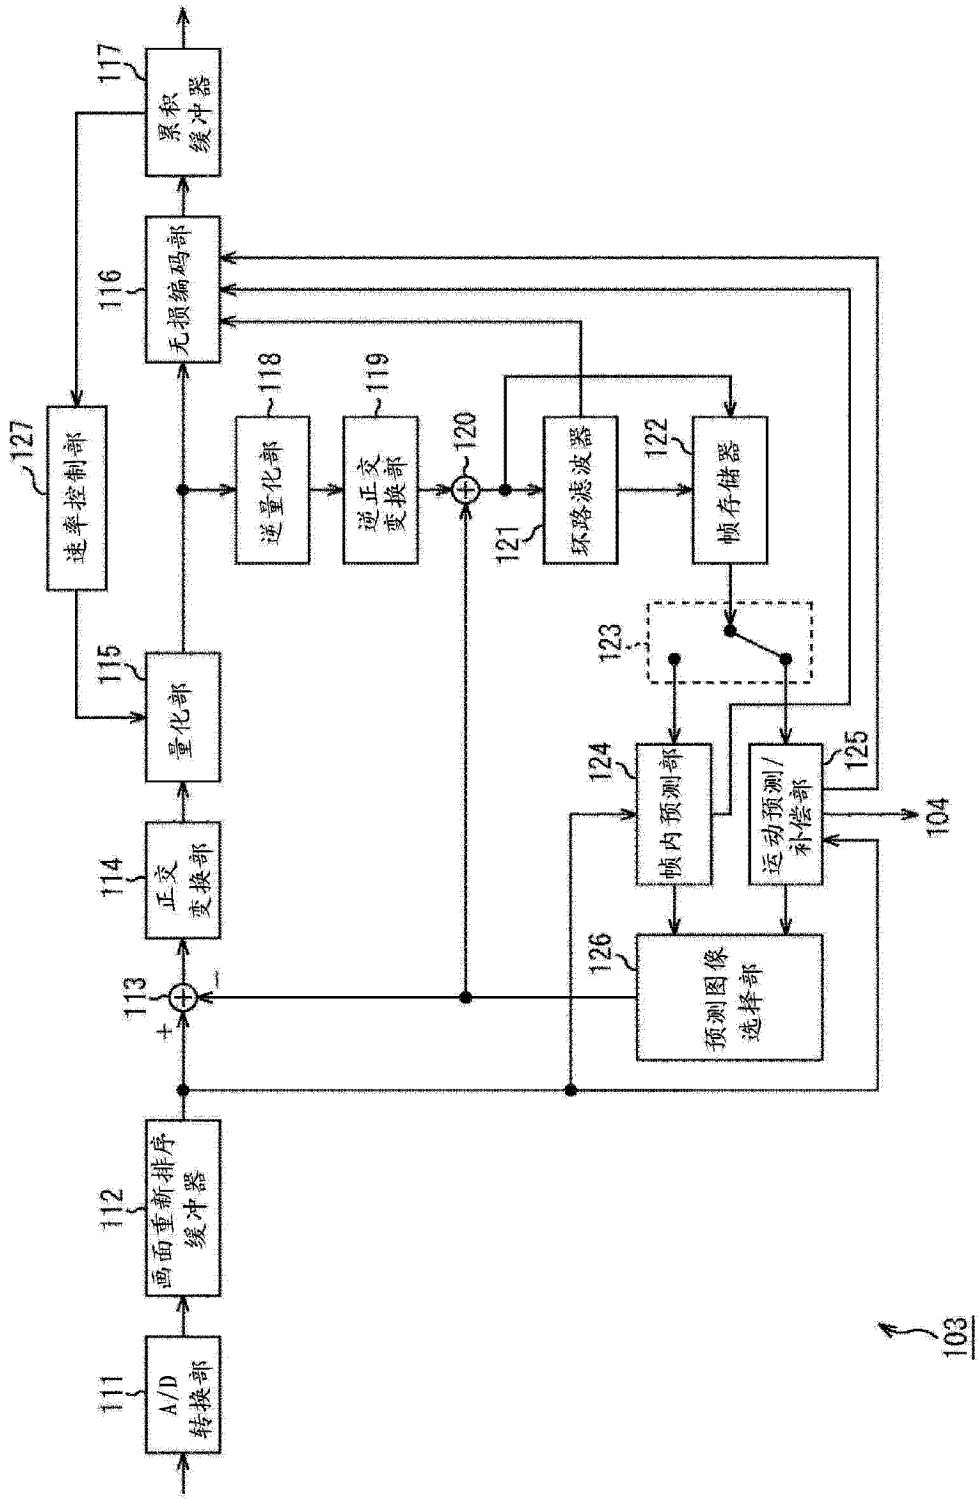 103
111
A/D
转换部
112
画面重新排序
缓冲器
113
+
−
114
正交
变换部
115
量化部
116
无损编码部
117
累积
缓冲器
127
速率控制部
118
逆量化部
119
逆正交
变换部
120
121
环路滤波器
122
帧存储器
123
124
帧内预测部
125
运动预测/
补偿部
104
126
预测图像
选择部